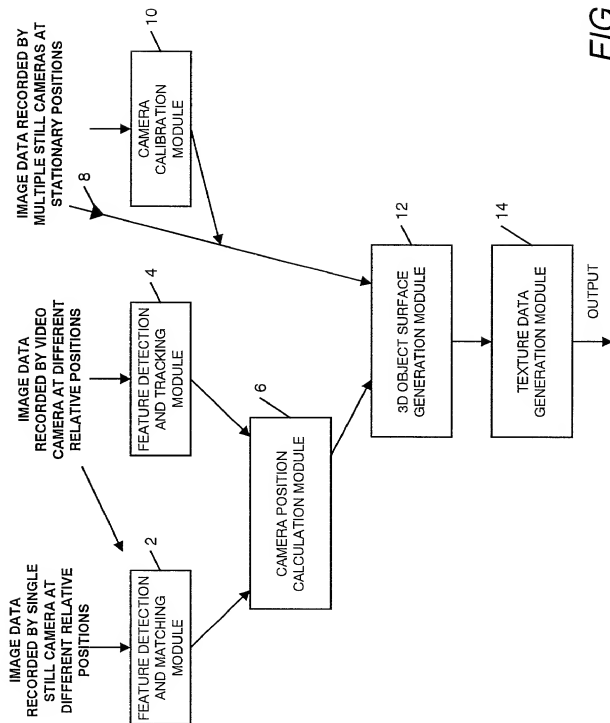 IMAGE DATA
RECORDED BY SINGLE
STILL CAMERA AT
DIFFERENT RELATIVE
POSITIONS
IMAGE DATA
RECORDED BY VIDEO
CAMERA AT DIFFERENT
RELATIVE POSITIONS
IMAGE DATA RECORDED BY
MULTIPLE STILL CAMERAS AT
STATIONARY POSITIONS
8
2
FEATURE DETECTION
AND MATCHING
MODULE
4
FEATURE DETECTION
AND TRACKING
MODULE
10
CAMERA
CALIBRATION
MODULE
6
CAMERA POSITION
CALCULATION MODULE
12
3D OBJECT SURFACE
GENERATION MODULE
14
TEXTURE DATA
GENERATION MODULE
OUTPUT
FIG